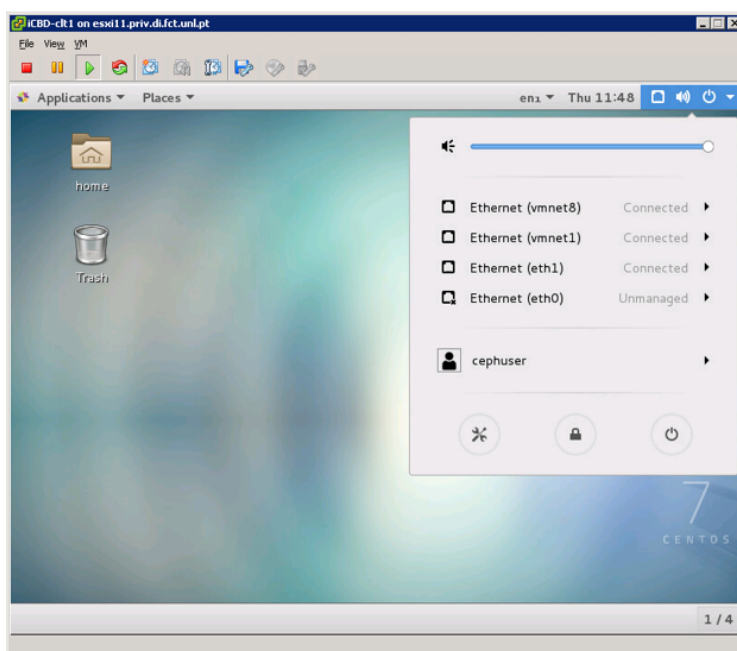 iCBD-clt1 on esxi11.priv.di.fct.unl.pt
File View VM
Applications Places en1 Thu 11:48
home
Trash
Ethernet (vmnet8) Connected
Ethernet (vmnet1) Connected
Ethernet (eth1) Connected
Ethernet (eth0) Unmanaged
cephuser
7
CENTOS
1 / 4